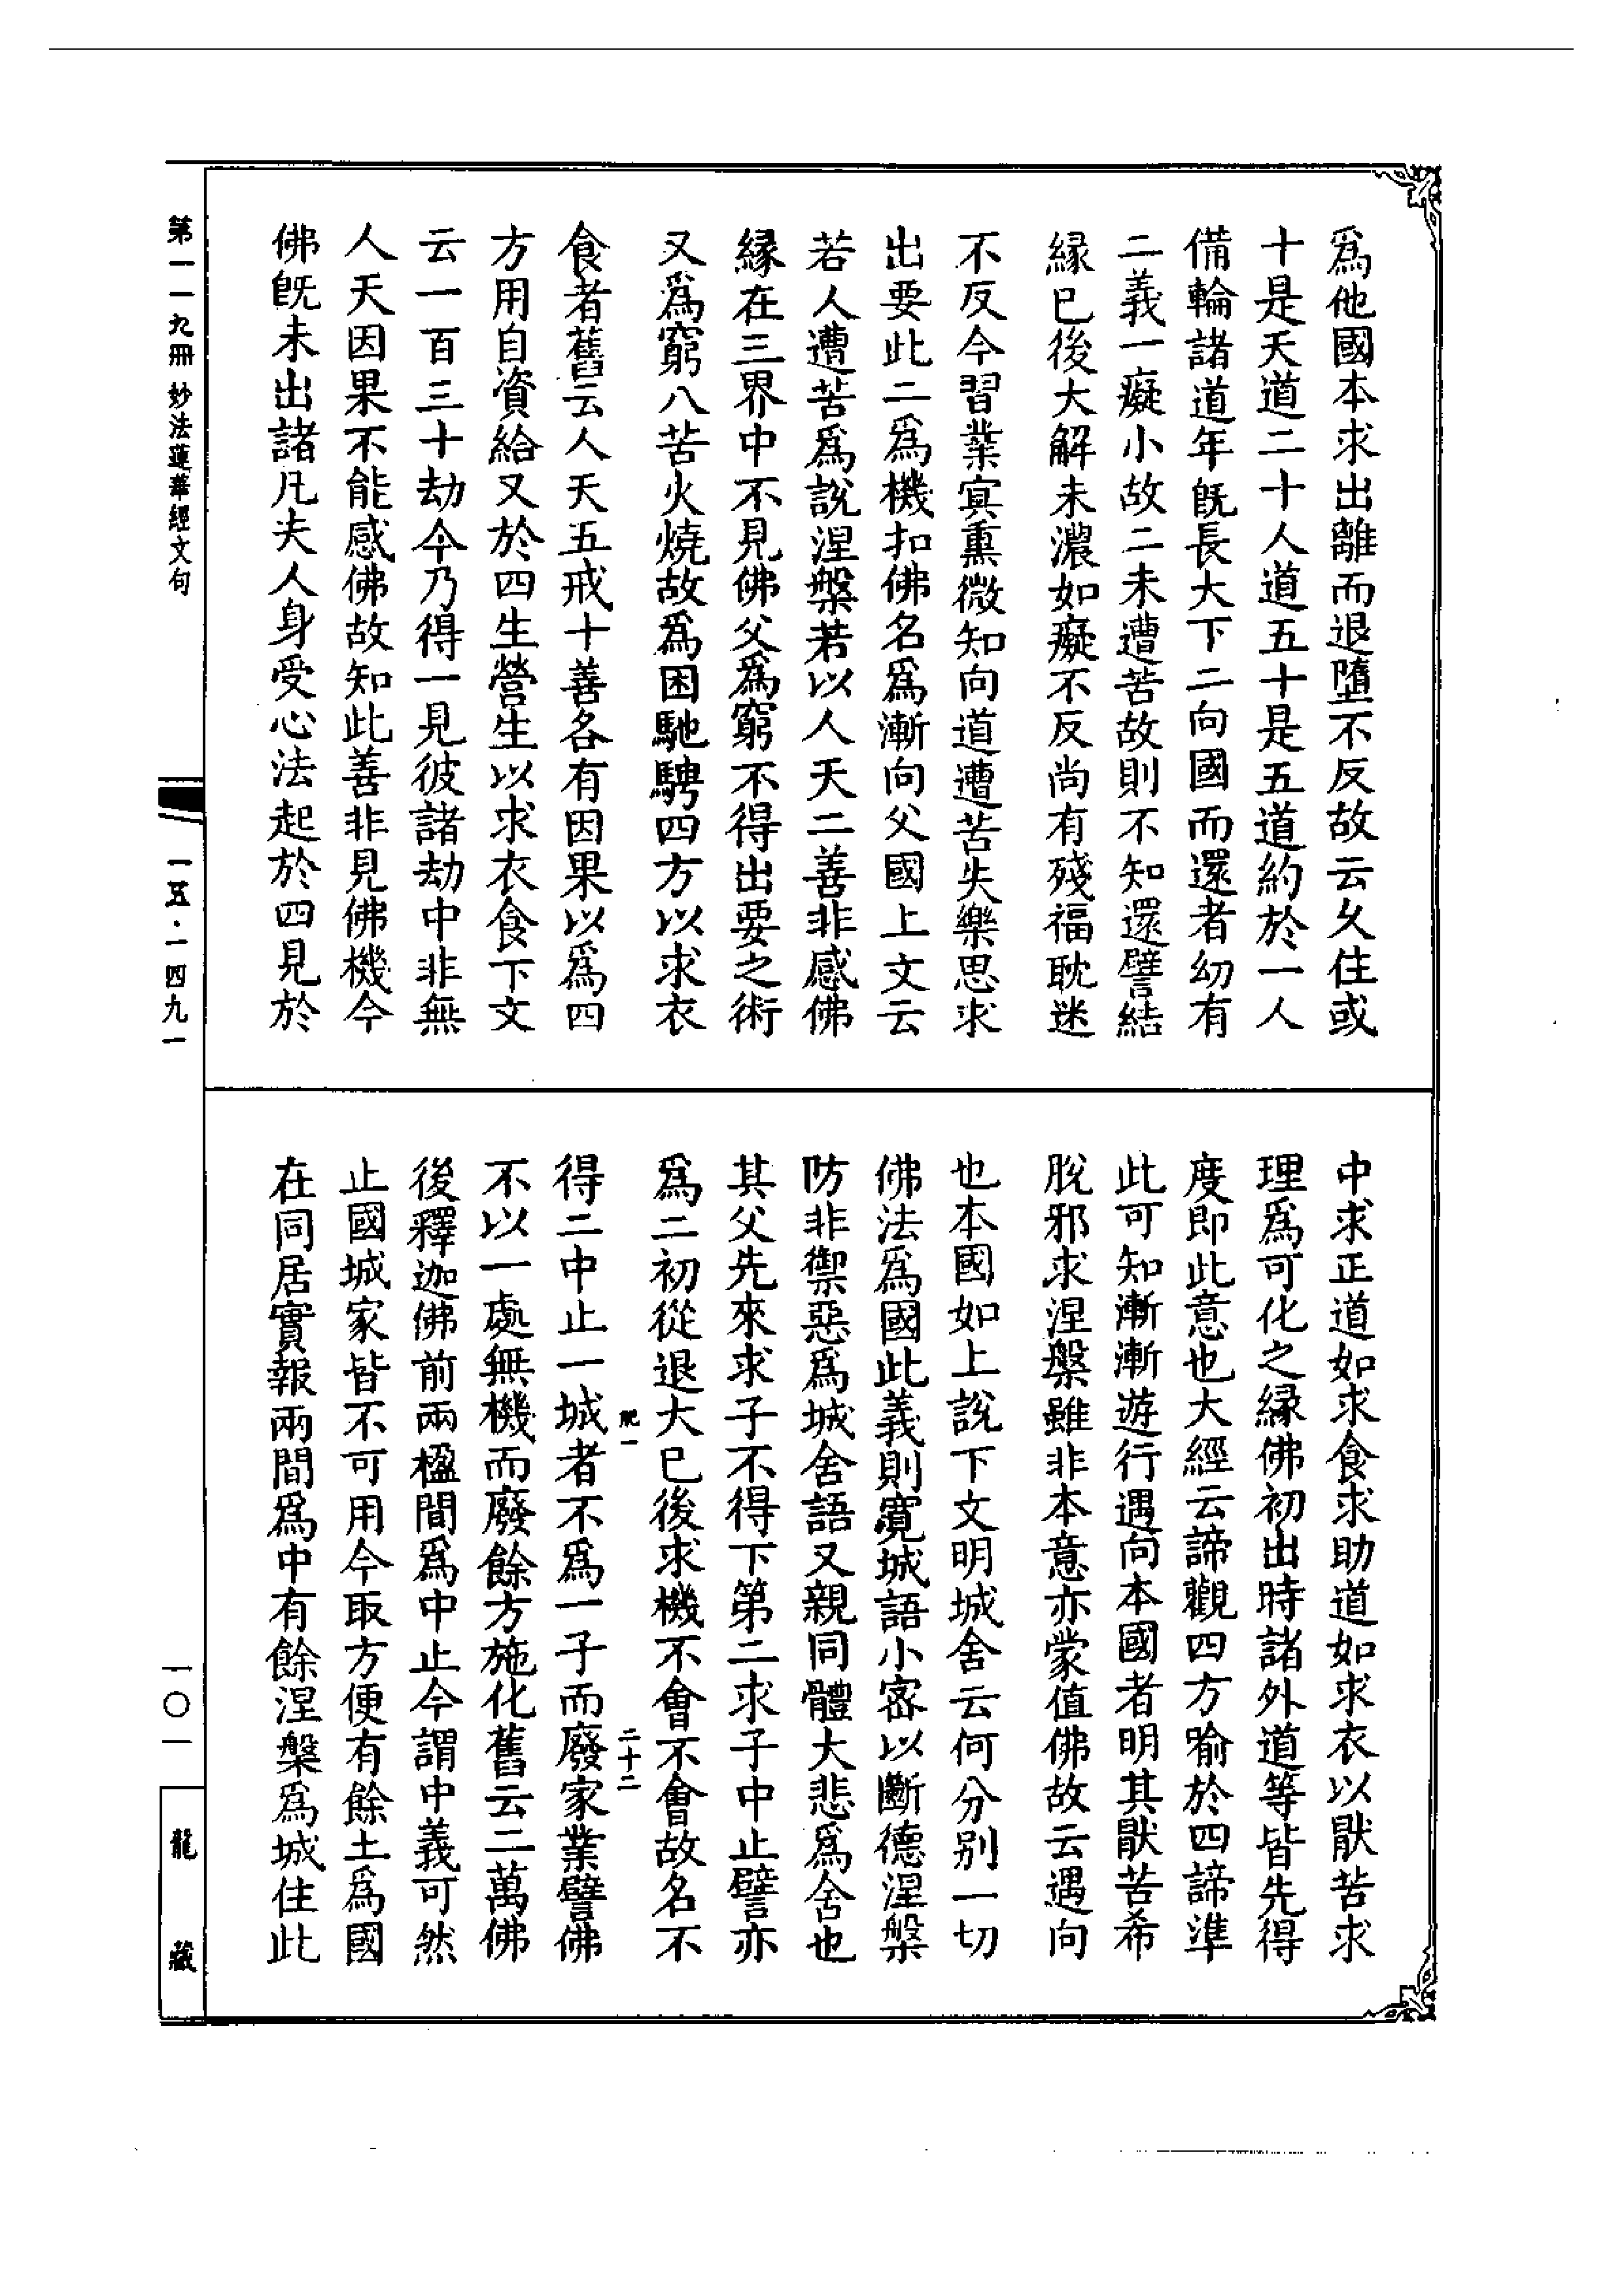 爲他國本求出離而退墮不反故云久住或
十是天道二十人道五十是五道約於一人
備輪諸道年旣長大下二向國而還者幼有
二義一癡小故二未遭苦故則不知還譬結
縁已後大解未濃如癡不反尚有殘福耽迷
不反今習業冥熏微知向道遭苦失樂思求
出要此二爲機扣佛名爲漸向父國上文云
若人遭苦爲說涅槃若以人天二善非感佛
縁在三界中不見佛父爲窮不得出要之術
又爲窮八苦火燒故爲困馳騁四方以求衣
食者舊云人天五戒十善各有因果以爲四
方用自資給又於四生營生以求衣食下文
云一百三十劫今乃得一見彼諸劫中非無
人天因果不能感佛故知此善非見佛機今
佛旣未出諸凡夫人身受心法起於四見於
中求正道如求食求助道如求衣以猒苦求
理爲可化之縁佛初出時諸外道等皆先得
度即此意也大經云諦觀四方喻於四諦準
此可知漸漸遊行遇向本國者明其猒苦希
脫邪求涅槃雖非本意亦蒙值佛故云遇向
也本國如上說下文明城舍云何分别一切
佛法爲國此義則寬城語小宻以斷德涅槃
防非禦惡爲城舍語又親同體大悲爲舍也
其父先來求子不得下第二求子中止譬亦
爲二初從退大已後求機不會不會故名不
肥一 二十二
得二中止一城者不爲一子而廢家業譬佛
不以一處無機而廢餘方施化舊云二萬佛
後釋迦佛前兩楹間爲中止今謂中義可然
止國城家皆不可用今取方便有餘土爲國
在同居實報兩間爲中有餘涅槃爲城住此
第一一九冊 妙法蓮華經文句
一五·一四九一
一〇一
龍藏